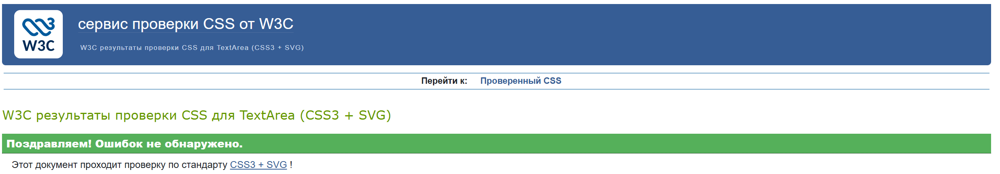 W3C
сервис проверки CSS от W3C
W3C результаты проверки CSS для TextArea (CSS3 + SVG)
Перейти к: Проверенный CSS
W3C результаты проверки CSS для TextArea (CSS3 + SVG)
Поздравляем! Ошибок не обнаружено.
Этот документ проходит проверку по стандарту CSS3 + SVG !